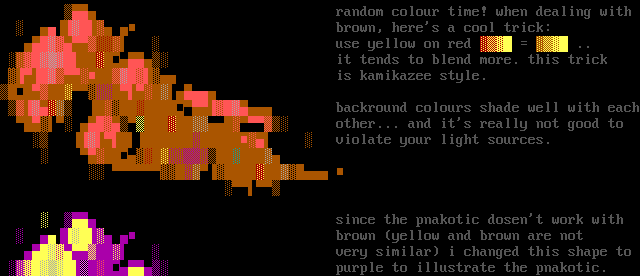 random colour time! when dealing with
brown, here's a cool trick:
use yellow on red = ..
it tends to blend more. this trick
is kamikazee style.
backround colours shade well with each
other... and it's really not good to
violate your light sources.
since the pnakotic dosen't work with
brown (yellow and brown are not
very similar) i changed this shape to
purple to illustrate the pnakotic.